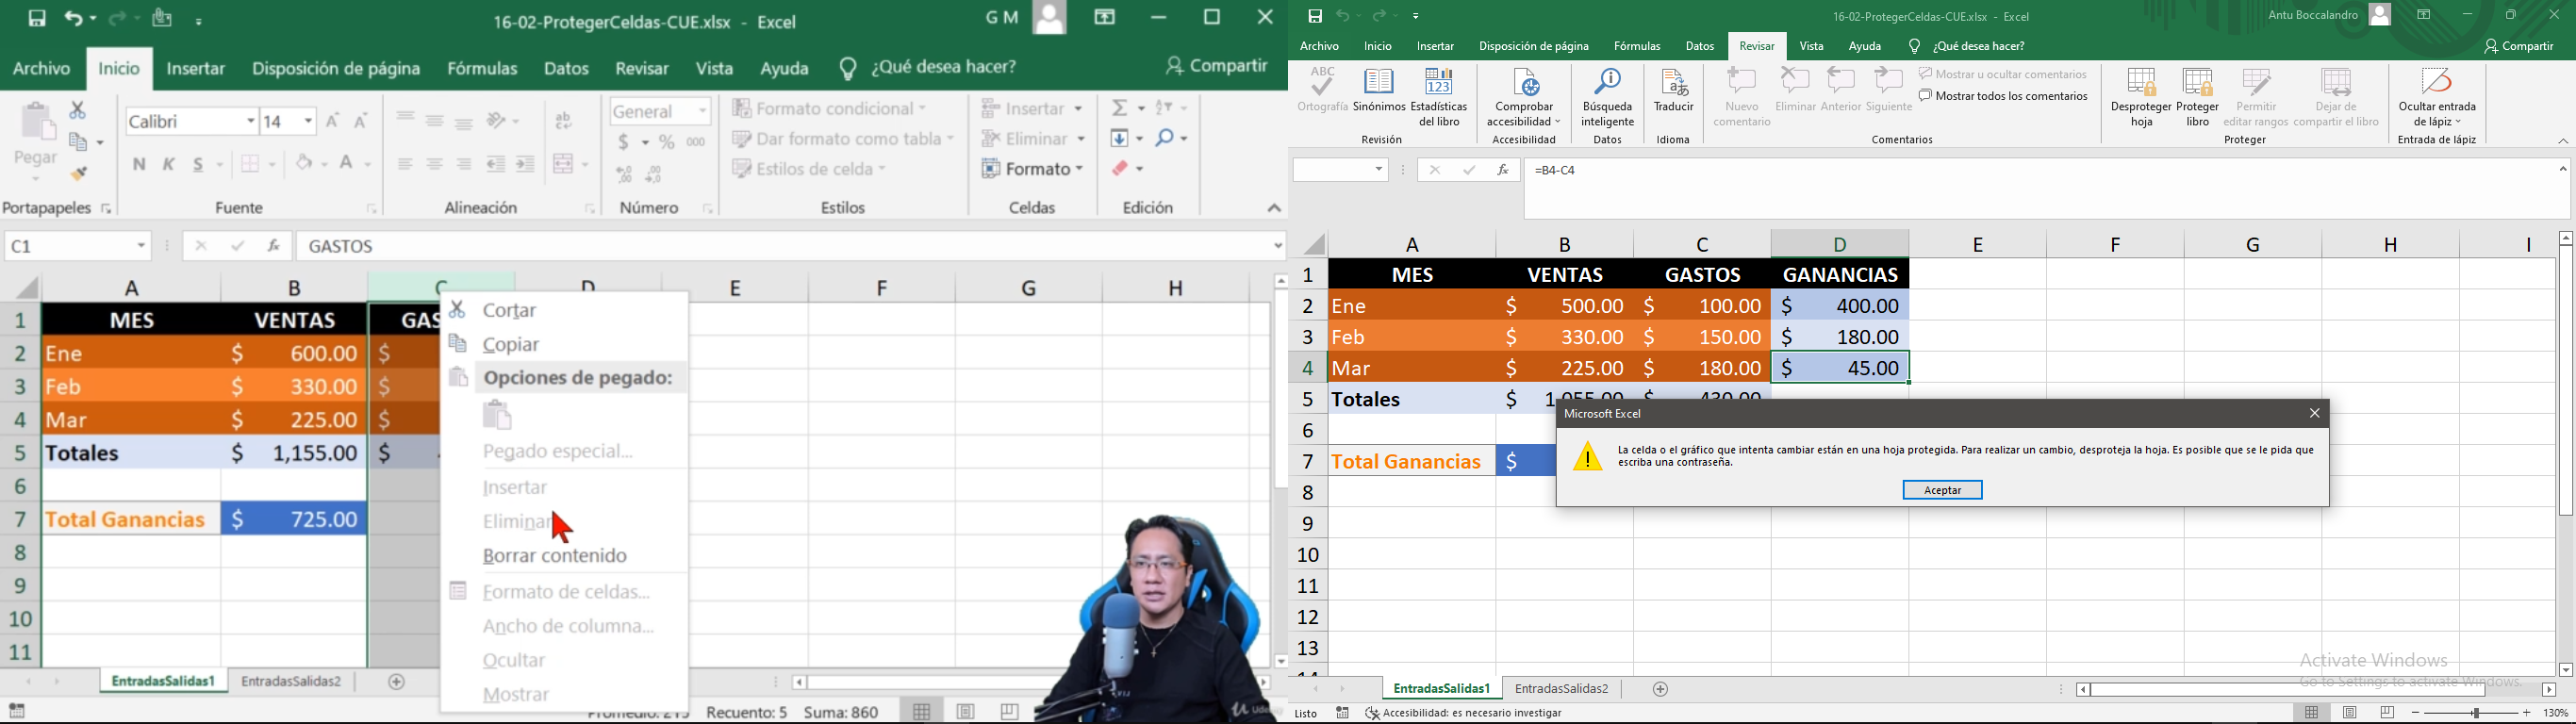 16-02-ProtegerCeldas-CUE.xlsx - Excel
G M
Archivo Inicio Insertar Disposición de página Fórmulas Datos Revisar Vista Ayuda ¿Qué desea hacer? Compartir
Pegar
Calibri 14
N K S
General
$ % 000
Formato condicional
Dar formato como tabla
Estilos de celda
Insertar
Eliminar
Formato
Portapapeles Fuente Alineación Número Estilos Celdas Edición
C1 fx GASTOS
A B C D E F G H
1 MES VENTAS GAS
2 Ene $ 600.00 $
3 Feb $ 330.00 $
4 Mar $ 225.00 $
5 Totales $ 1,155.00 $
6
7 Total Ganancias $ 725.00
8
9
10
11
Cortar
Copiar
Opciones de pegado:
Pegado especial...
Insertar
Eliminar
Borrar contenido
Formato de celdas...
Ancho de columna...
Ocultar
Mostrar
EntradasSalidas1 EntradasSalidas2
Promedio: 215 Recuento: 5 Suma: 860
16-02-ProtegerCeldas-CUE.xlsx - Excel
Antu Boccalandro
Archivo Inicio Insertar Disposición de página Fórmulas Datos Revisar Vista Ayuda ¿Qué desea hacer? Compartir
Ortografía
Sinónimos
Estadísticas del libro
Comprobar accesibilidad
Búsqueda inteligente
Traducir
Nuevo comentario
Eliminar
Anterior
Siguiente
Mostrar u ocultar comentarios
Mostrar todos los comentarios
Desproteger hoja
Proteger libro
Permitir editar rangos
Dejar de compartir el libro
Ocultar entrada de lápiz
Revisión Accesibilidad Datos Idioma Comentarios Proteger Entrada de lápiz
fx =B4-C4
A B C D E F G H I
1 MES VENTAS GASTOS GANANCIAS
2 Ene $ 500.00 $ 100.00 $ 400.00
3 Feb $ 330.00 $ 150.00 $ 180.00
4 Mar $ 225.00 $ 180.00 $ 45.00
5 Totales $ 1,055.00 $ 430.00
6
7 Total Ganancias $
8
9
10
11
12
13
14
Microsoft Excel
La celda o el gráfico que intenta cambiar están en una hoja protegida. Para realizar un cambio, desproteja la hoja. Es posible que se le pida que
escriba una contraseña.
Aceptar
Activate Windows
Go to Settings to activate Windows.
EntradasSalidas1 EntradasSalidas2
Listo Accesibilidad: es necesario investigar 130%